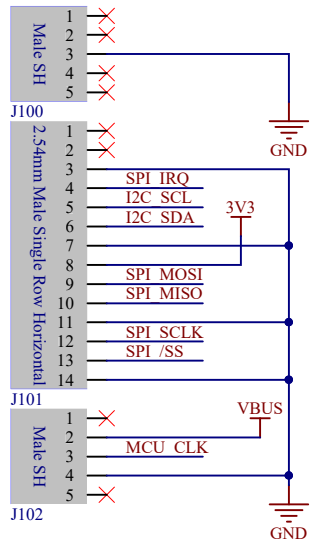 Male SH
1
2
3
4
5
J100
GND
2.54mm Male Single Row Horizontal
1
2
3
4 SPI_IRQ
5 I2C_SCL
6 I2C_SDA
3V3
7
8
9 SPI_MOSI
10 SPI_MISO
11
12 SPI_SCLK
13 SPI_/SS
14
J101
Male SH
1
VBUS
2
3 MCU_CLK
4
5
J102
GND